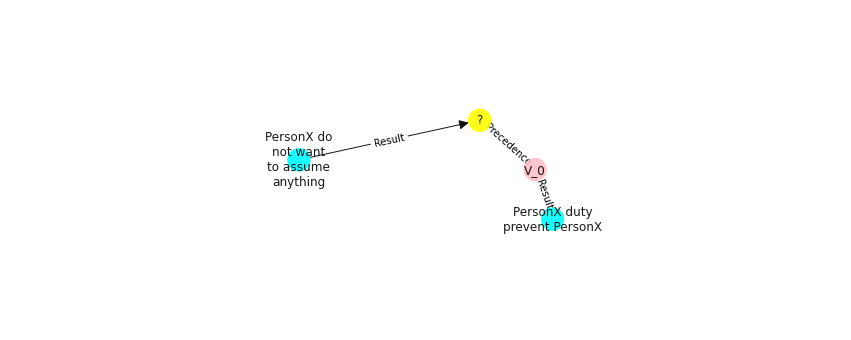 PersonX do
not want
to assume
anything
Result
?
Precedence
V_0
Result
PersonX duty
prevent PersonX